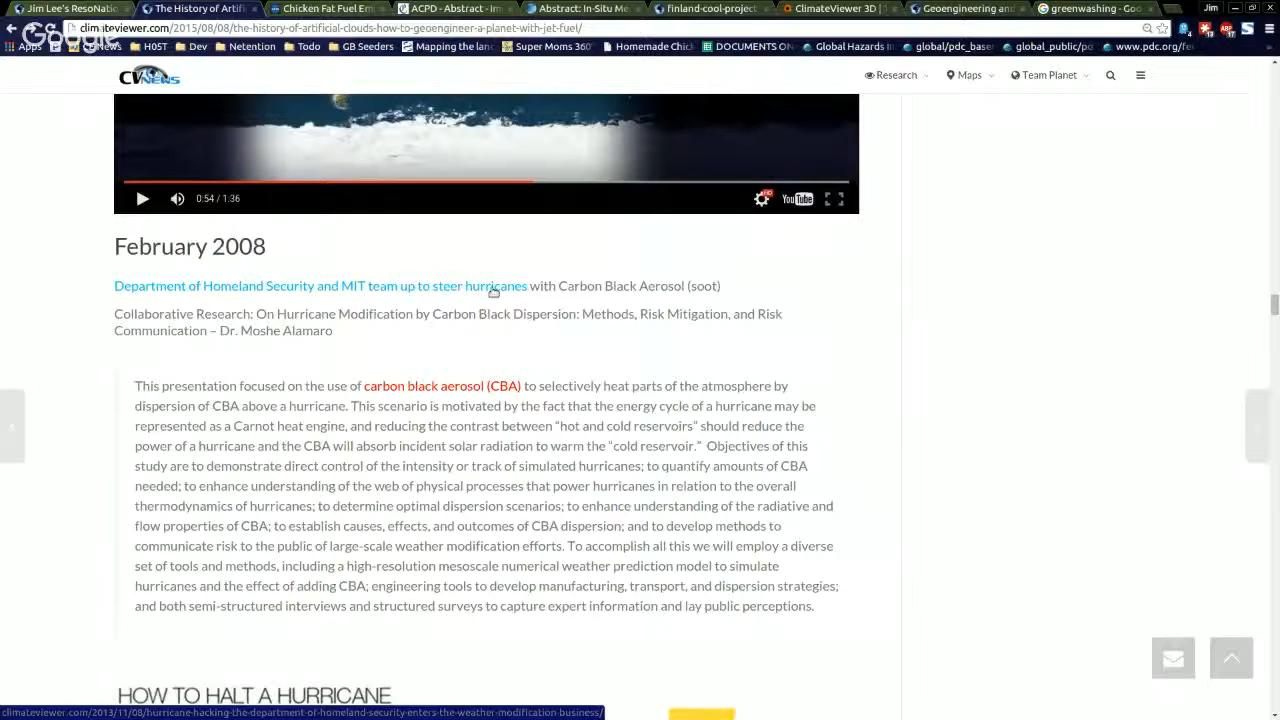 Jim Lee's Resona
The History of Artific
Chicken Fat Fuel Em
ACPD - Abstract - Im
Abstract: In-Situ Me
finland-cool-project
ClimateViewer 3D |
Geoengineering and
greenwashing - Goo
Jim
climateviewer.com/2015/08/08/the-history-of-artificial-clouds-how-to-geoengineer-a-planet-with-jet-fuel/
Google
Apps
H05T
Dev
Netention
Todo
GB Seeders
Mapping the lan
Super Moms 360°
Homemade Chick
DOCUMENTS ON
Global Hazards In
global/pdc_base
global_public/pd
www.pdc.org/fre
CV NEWS
Research
Maps
Team Planet
0:54 / 1:36
HD
YouTube
February 2008
Department of Homeland Security and MIT team up to steer hurricanes with Carbon Black Aerosol (soot)
Collaborative Research: On Hurricane Modification by Carbon Black Dispersion: Methods, Risk Mitigation, and Risk
Communication – Dr. Moshe Alamaro
This presentation focused on the use of carbon black aerosol (CBA) to selectively heat parts of the atmosphere by
dispersion of CBA above a hurricane. This scenario is motivated by the fact that the energy cycle of a hurricane may be
represented as a Carnot heat engine, and reducing the contrast between “hot and cold reservoirs” should reduce the
power of a hurricane and the CBA will absorb incident solar radiation to warm the “cold reservoir.” Objectives of this
study are to demonstrate direct control of the intensity or track of simulated hurricanes; to quantify amounts of CBA
needed; to enhance understanding of the web of physical processes that power hurricanes in relation to the overall
thermodynamics of hurricanes; to determine optimal dispersion scenarios; to enhance understanding of the radiative and
flow properties of CBA; to establish causes, effects, and outcomes of CBA dispersion; and to develop methods to
communicate risk to the public of large-scale weather modification efforts. To accomplish all this we will employ a diverse
set of tools and methods, including a high-resolution mesoscale numerical weather prediction model to simulate
hurricanes and the effect of adding CBA; engineering tools to develop manufacturing, transport, and dispersion strategies;
and both semi-structured interviews and structured surveys to capture expert information and lay public perceptions.
HOW TO HALT A HURRICANE
climateviewer.com/2013/11/08/hurricane-hacking-the-department-of-homeland-security-enters-the-weather-modification-business/